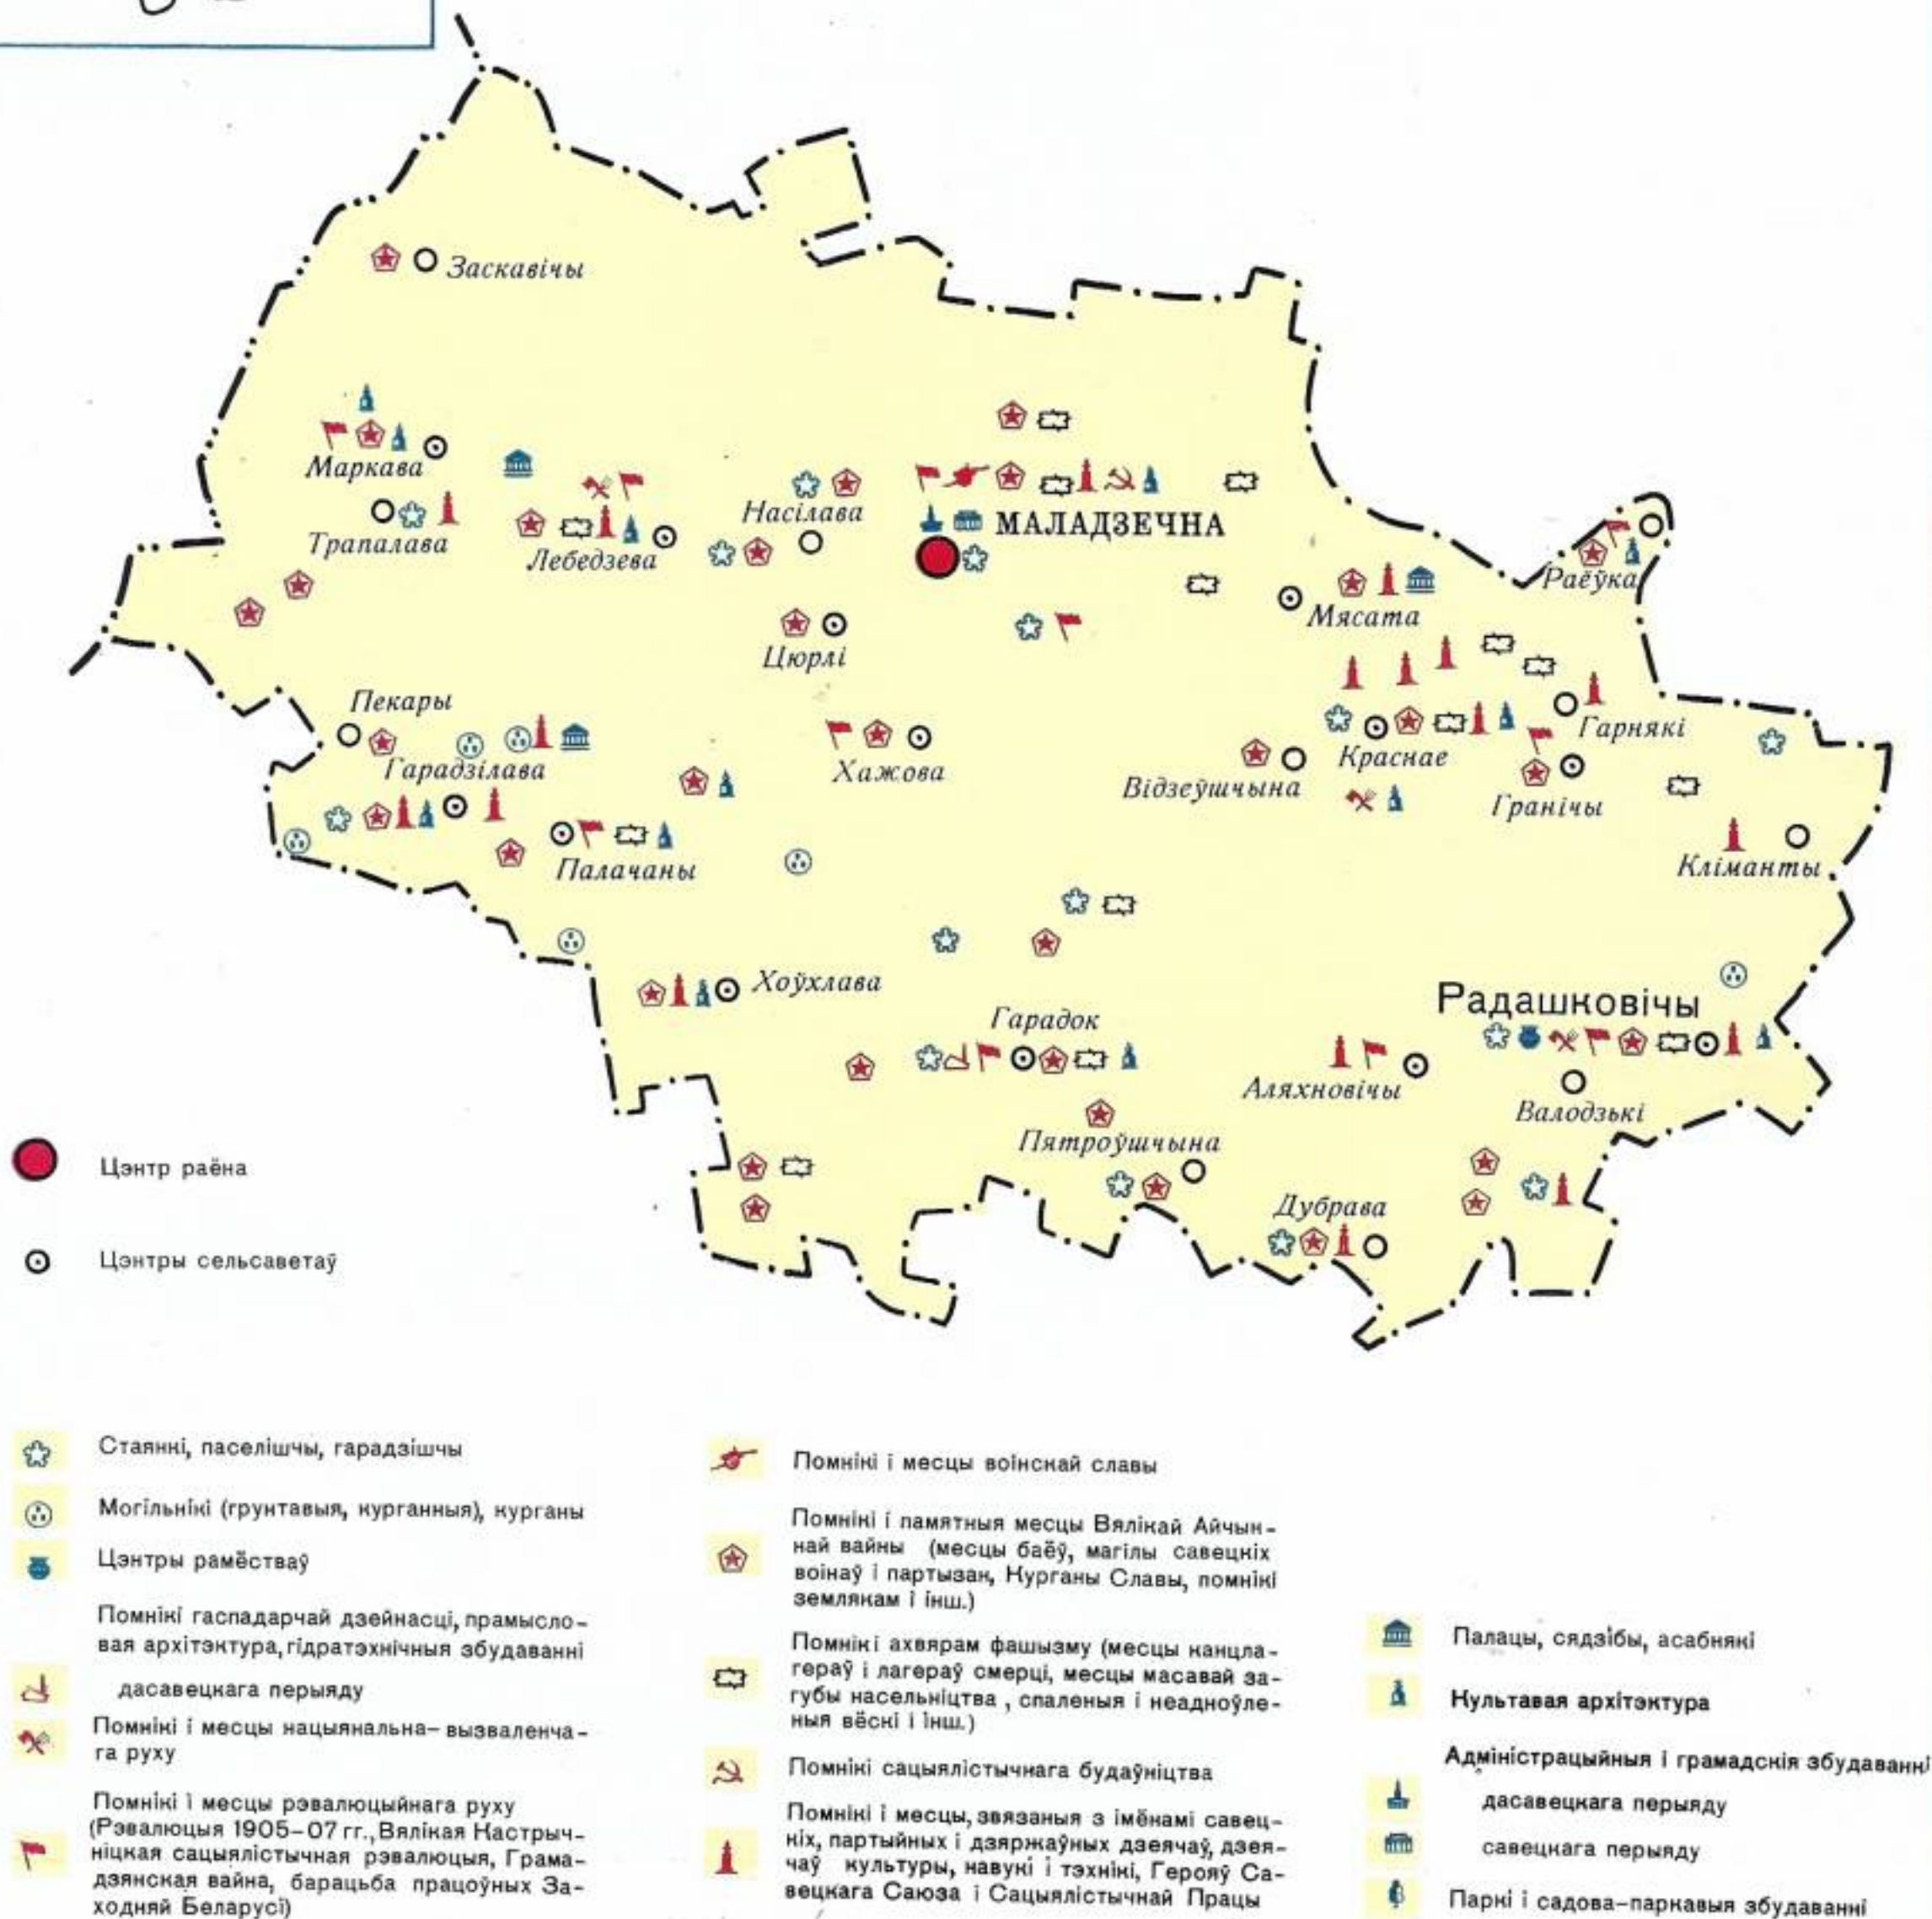 Заскавічы
Маркава
Трапалава
Лебедзева
Насілава
МАЛАДЗЕЧНА
Раёўка
Мясата
Цюрлі
Пекары
Гарадзілава
Хажова
Відзеўшчына
Краснае
Гарнякі
Гранічы
Палачаны
Кліманты
Хоўхлава
Радашковічы
Гарадок
Аляхновічы
Валодзькі
Пятроўшчына
Дубрава
Цэнтр раёна
Цэнтры сельсаветаў
Стаянкі, паселішчы, гарадзішчы
Могільнікі (грунтавыя, курганныя), курганы
Цэнтры рамёстваў
Помнікі гаспадарчай дзейнасці, прамысло-
вая архітэктура, гідратэхнічныя збудаванні
дасавецкага перыяду
Помнікі і месцы нацыянальна-вызваленча-
га руху
Помнікі і месцы рэвалюцыйнага руху
(Рэвалюцыя 1905-07 гг., Вялікая Кастрыч-
ніцкая сацыялістычная рэвалюцыя, Грама-
дзянская вайна, барацьба працоўных За-
ходняй Беларусі)
Помнікі і месцы воінскай славы
Помнікі і памятныя месцы Вялікай Айчын-
най вайны (месцы баёў, магілы савецкіх
воінаў і партызан, Курганы Славы, помнікі
землякам і інш.)
Помнікі ахвярам фашызму (месцы канцла-
гераў і лагераў смерці, месцы масавай за-
губы насельніцтва, спаленыя і неадноўле-
ныя вёскі і інш.)
Помнікі сацыялістычнага будаўніцтва
Помнікі і месцы, звязаныя з імёнамі савец-
кіх, партыйных і дзяржаўных дзеячаў, дзея-
чаў культуры, навукі і тэхнікі, Герояў Са-
вецкага Саюза і Сацыялістычнай Працы
Палацы, сядзібы, асабнякі
Культавая архітэктура
Адміністрацыйныя і грамадскія збудаванні
дасавецкага перыяду
савецкага перыяду
Паркі і садова-паркавыя збудаванні